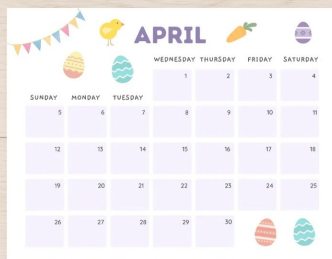 APRIL
WEDNESDAY THURSDAY FRIDAY SATURDAY
1 2 3 4
SUNDAY MONDAY TUESDAY
5 6 7 8 9 10 11
12 13 14 15 16 17 18
19 20 21 22 23 24 25
26 27 28 29 30